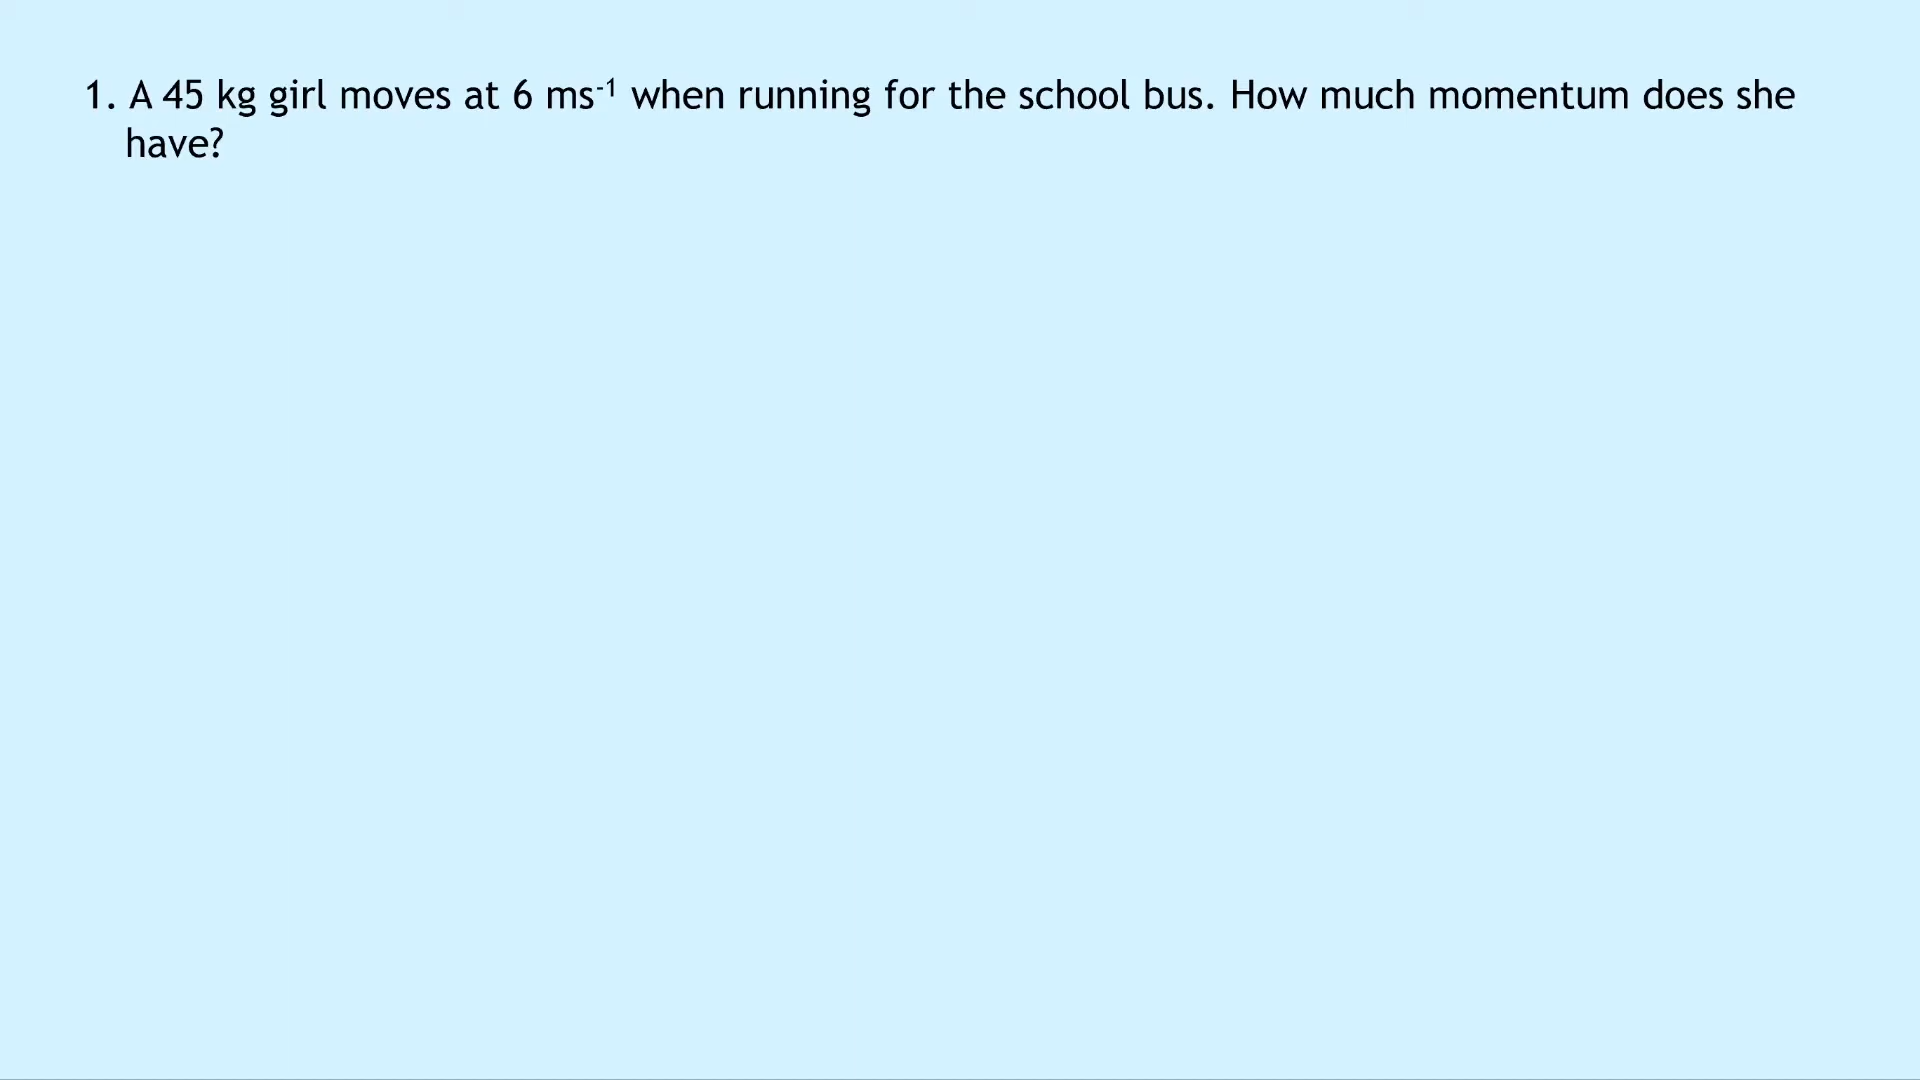 1. A 45 kg girl moves at 6 ms⁻¹ when running for the school bus. How much momentum does she
have?